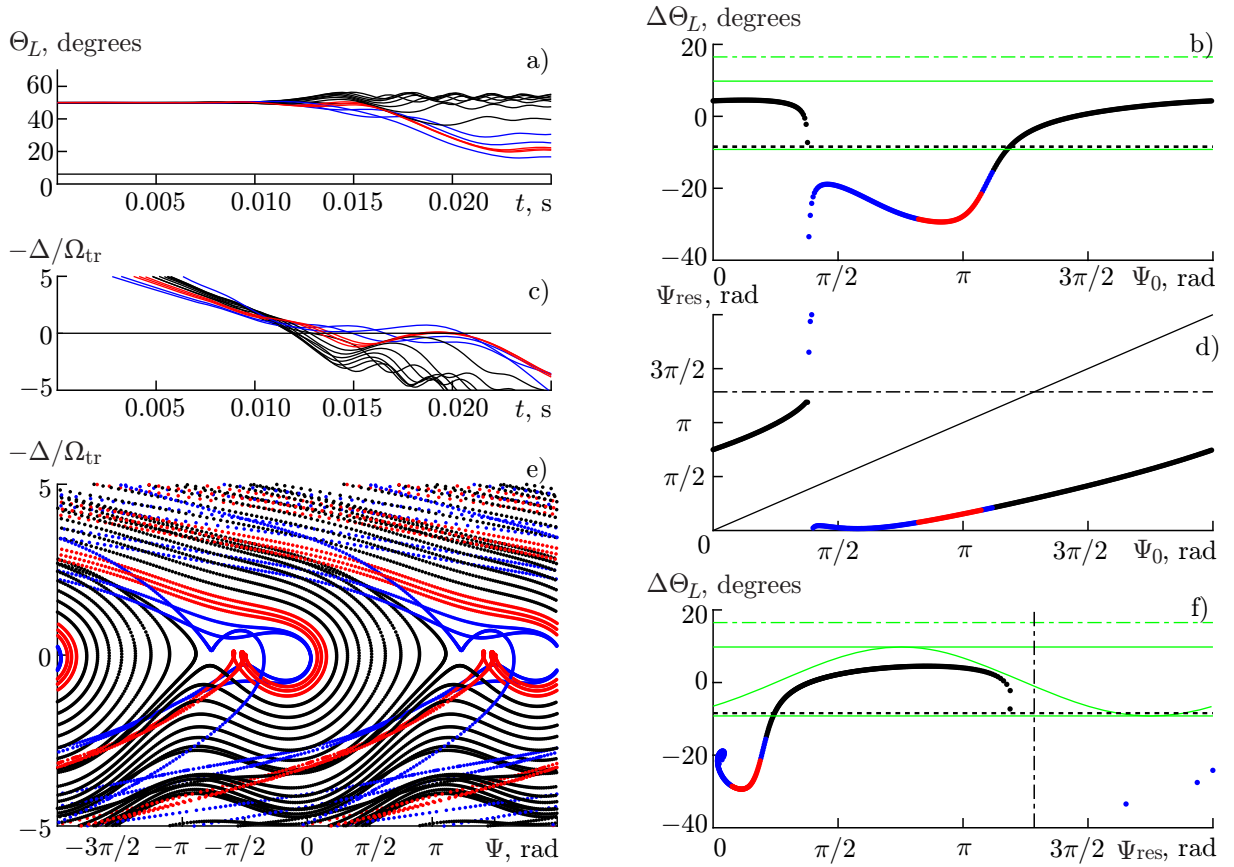 Θ_L, degrees
a)
60
40
20
0
0.005 0.010 0.015 0.020 t, s
−Δ/Ω_tr
c)
5
0
−5
0.005 0.010 0.015 0.020 t, s
−Δ/Ω_tr
e)
5
0
−5
−3π/2 −π −π/2 0 π/2 π Ψ, rad
ΔΘ_L, degrees
b)
20
0
−20
−40
0 π/2 π 3π/2 Ψ_0, rad
Ψ_res, rad
d)
3π/2
π
π/2
0 π/2 π 3π/2 Ψ_0, rad
ΔΘ_L, degrees
f)
20
0
−20
−40
0 π/2 π 3π/2 Ψ_res, rad